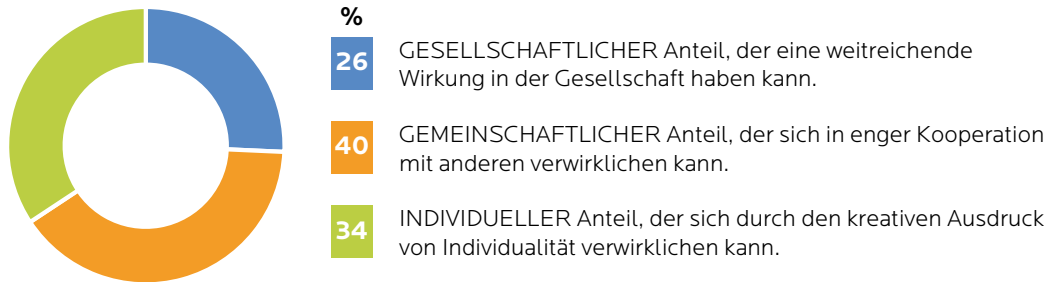 %
26 GESELLSCHAFTLICHER Anteil, der eine weitreichende
Wirkung in der Gesellschaft haben kann.
40 GEMEINSCHAFTLICHER Anteil, der sich in enger Kooperation
mit anderen verwirklichen kann.
34 INDIVIDUELLER Anteil, der sich durch den kreativen Ausdruck
von Individualität verwirklichen kann.